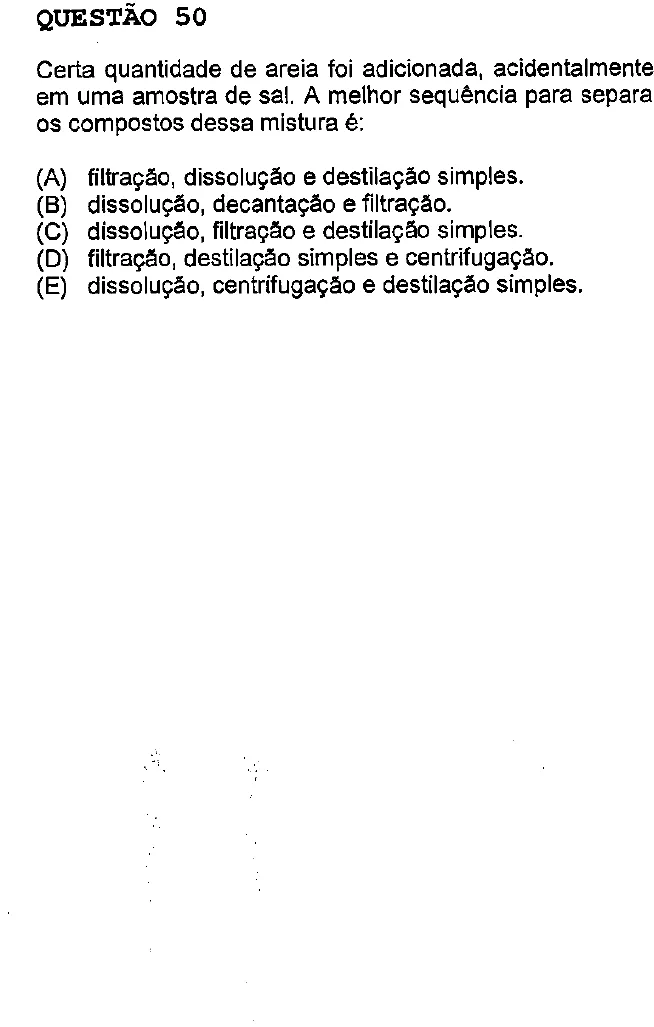 QUESTÃO 50
Certa quantidade de areia foi adicionada, acidentalmente
em uma amostra de sal. A melhor sequência para separa
os compostos dessa mistura é:
(A) filtração, dissolução e destilação simples.
(B) dissolução, decantação e filtração.
(C) dissolução, filtração e destilação simples.
(D) filtração, destilação simples e centrifugação.
(E) dissolução, centrifugação e destilação simples.